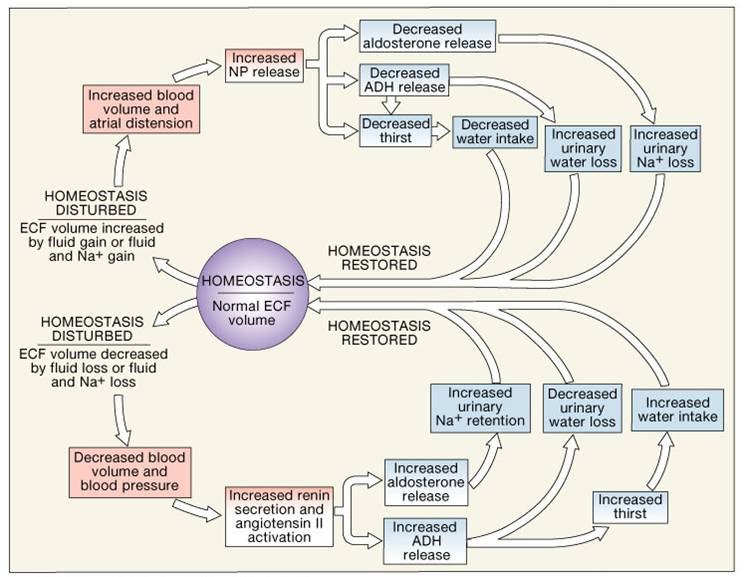 Decreased
aldosterone release
Increased
NP release
Decreased
ADH release
Increased blood
volume and
atrial distension
Decreased
thirst
Decreased
water intake
Increased
urinary
water loss
Increased
urinary
Na+ loss
HOMEOSTASIS
DISTURBED
ECF volume increased
by fluid gain or fluid
and Na+ gain
HOMEOSTASIS
RESTORED
HOMEOSTASIS
Normal ECF
volume
HOMEOSTASIS
RESTORED
HOMEOSTASIS
DISTURBED
ECF volume decreased
by fluid loss or fluid
and Na+ loss
Increased
urinary
Na+ retention
Decreased
urinary
water loss
Increased
water intake
Decreased blood
volume and
blood pressure
Increased renin
secretion and
angiotensin II
activation
Increased
aldosterone
release
Increased
ADH
release
Increased
thirst